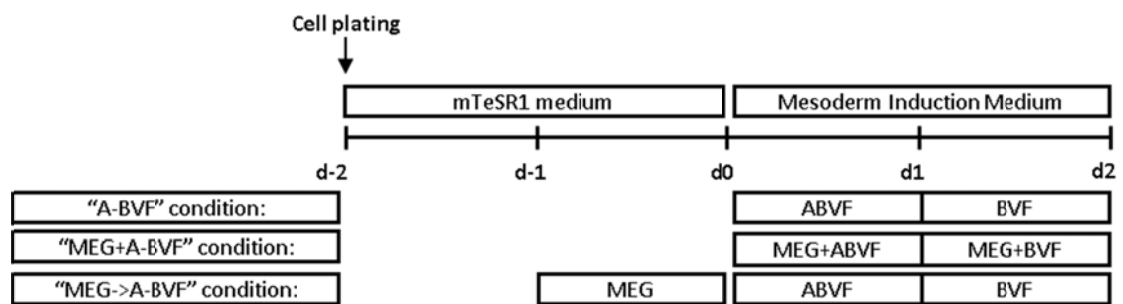 Cell plating
mTeSR1 medium Mesoderm Induction Medium
d-2 d-1 d0 d1 d2
“A-BVF” condition: ABVF BVF
“MEG+A-BVF” condition: MEG+ABVF MEG+BVF
“MEG->A-BVF” condition: MEG ABVF BVF